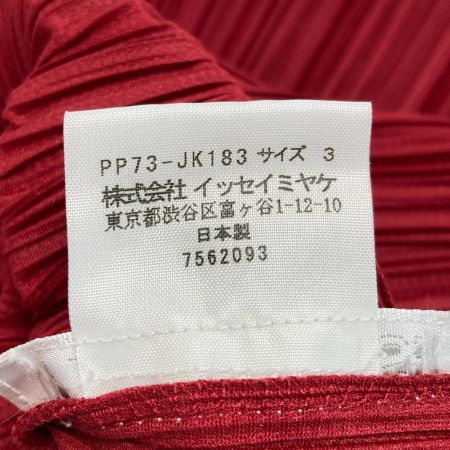 PP73-JK183 サイズ 3
株式会社 イッセイミヤケ
東京都渋谷区富ヶ谷1-12-10
日本製
7562093